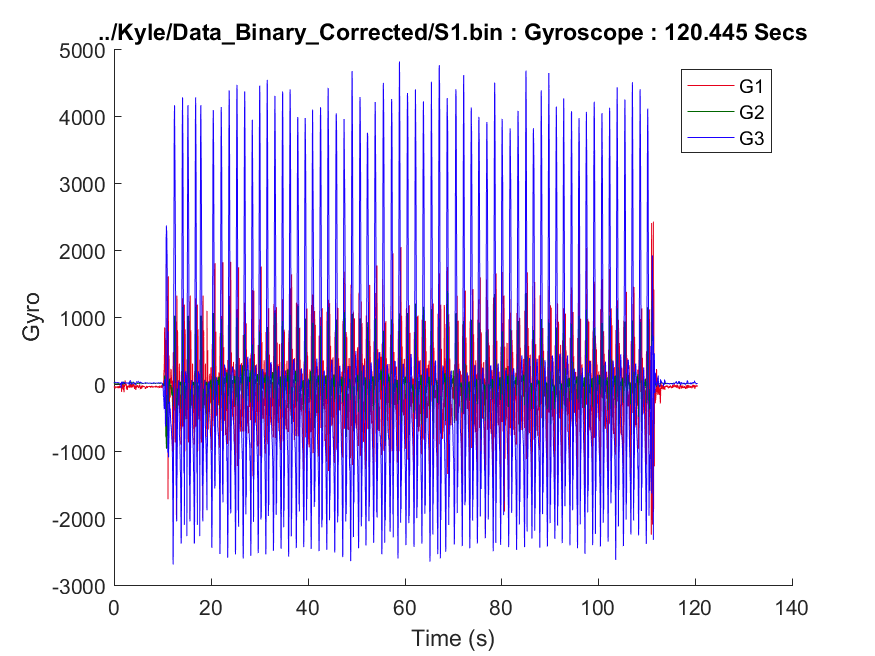 ../Kyle/Data_Binary_Corrected/S1.bin : Gyroscope : 120.445 Secs
5000
4000
3000
2000
1000
0
-1000
-2000
-3000
Gyro
G1
G2
G3
0 20 40 60 80 100 120 140
Time (s)